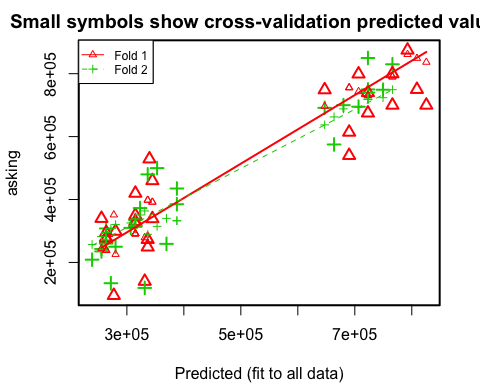 Small symbols show cross-validation predicted valu
Fold 1
Fold 2
8e+05
6e+05
4e+05
2e+05
asking
3e+05 5e+05 7e+05
Predicted (fit to all data)